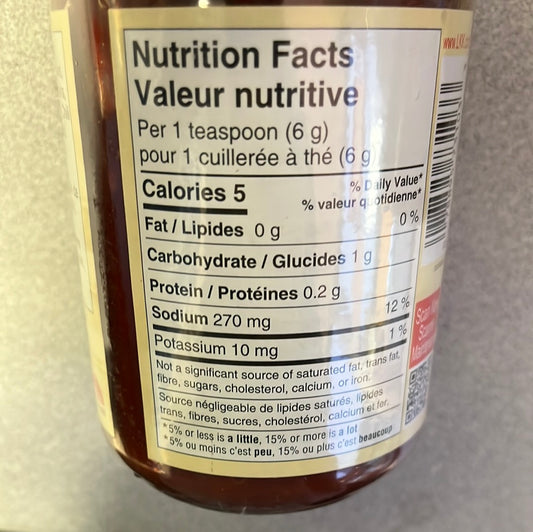 Nutrition Facts
Valeur nutritive
Per 1 teaspoon (6 g)
pour 1 cuillerée à thé (6 g
Calories 5
% Daily Value*
% valeur quotidienne*
Fat / Lipides 0 g 0 %
Carbohydrate / Glucides 1 g
Protein / Protéines 0.2 g
Sodium 270 mg 12 %
Potassium 10 mg 1 %
Not a significant source of saturated fat, trans fat,
fibre, sugars, cholesterol, calcium, or iron.
Source négligeable de lipides saturés, lipides
trans, fibres, sucres, cholestérol, calcium et fer.
*5% or less is a little, 15% or more is a lot
*5% ou moins c'est peu, 15% ou plus c'est beaucoup